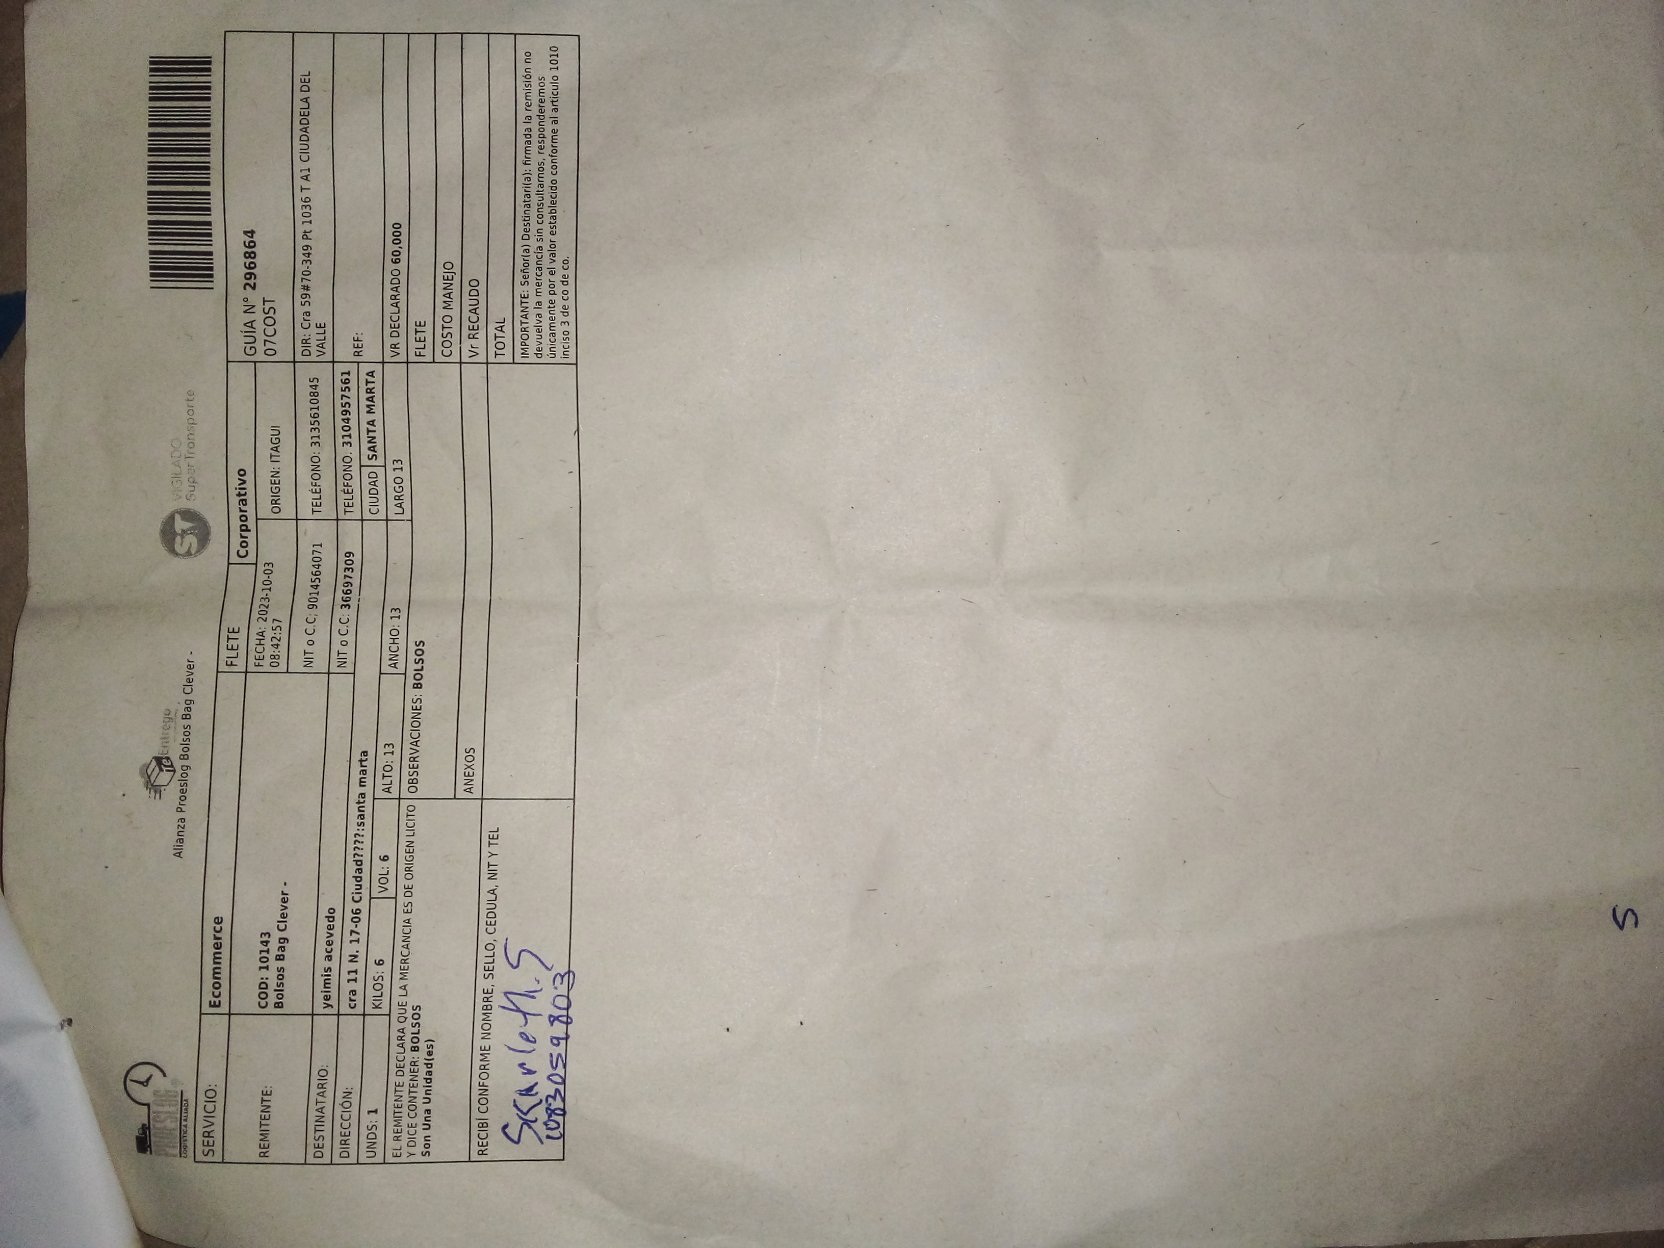 PROESLOG
LOGÍSTICA ALIADA
Entrego
Alianza Proeslog Bolsos Bag Clever -
VIGILADO
SuperTransporte
SERVICIO:
Ecommerce
FLETE
Corporativo
GUÍA N° 296864
07COST
REMITENTE:
COD: 10143
Bolsos Bag Clever -
FECHA: 2023-10-03
08:42:57
ORIGEN: ITAGUI
NIT o C.C; 9014564071
TELÉFONO: 3135610845
DIR: Cra 59#70-349 Pt 1036 T A1 CIUDADELA DEL
VALLE
DESTINATARIO:
yeimis acevedo
NIT o C.C: 36697309
TELÉFONO. 3104957561
REF:
DIRECCIÓN:
cra 11 N. 17-06 Ciudad????:santa marta
CIUDAD
SANTA MARTA
UNDS: 1
KILOS: 6
VOL: 6
ALTO: 13
ANCHO: 13
LARGO 13
VR DECLARADO 60,000
EL REMITENTE DECLARA QUE LA MERCANCIA ES DE ORIGEN LICITO
Y DICE CONTENER: BOLSOS
Son Una Unidad(es)
OBSERVACIONES: BOLSOS
FLETE
COSTO MANEJO
ANEXOS
Vr RECAUDO
TOTAL
RECIBÍ CONFORME NOMBRE, SELLO, CEDULA, NIT Y TEL
IMPORTANTE: Señor(a) Destinatari(a): firmada la remisión no
devuelva la mercancía sin consultarnos, responderemos
únicamente por el valor establecido conforme al artículo 1010
inciso 3 de co de co.
Skarleth.S
1083059803
S